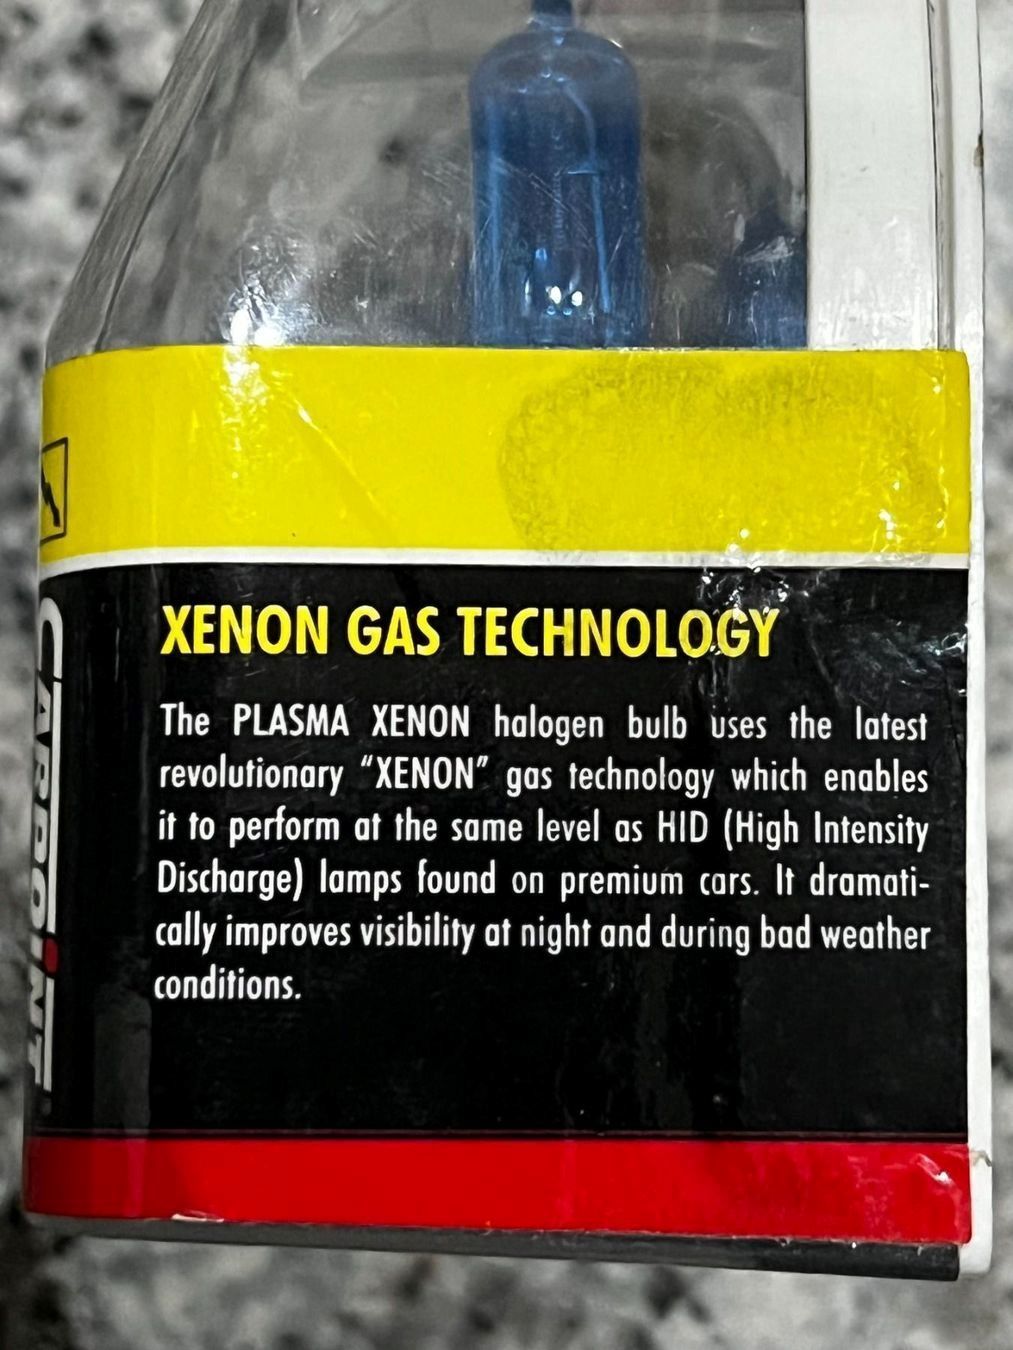 XENON GAS TECHNOLOGY
The PLASMA XENON halogen bulb uses the latest
revolutionary “XENON” gas technology which enables
it to perform at the same level as HID (High Intensity
Discharge) lamps found on premium cars. It dramati-
cally improves visibility at night and during bad weather
conditions.
CARPOINT